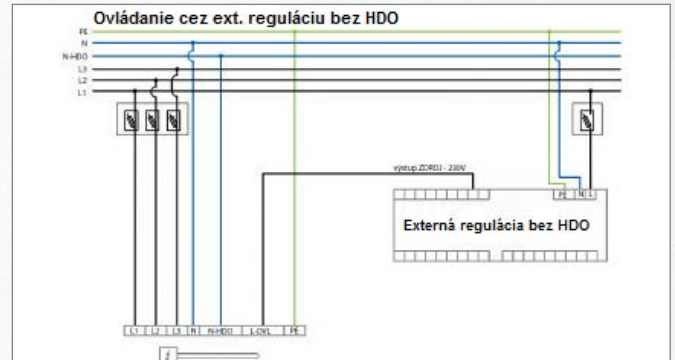 Ovládanie cez ext. reguláciu bez HDO
PE
N
N-HDO
L3
L2
L1
výstup ZDROJ - 230V
PE N L
Externá regulácia bez HDO
L1 L2 L3 N N-HDO L-OVL PE